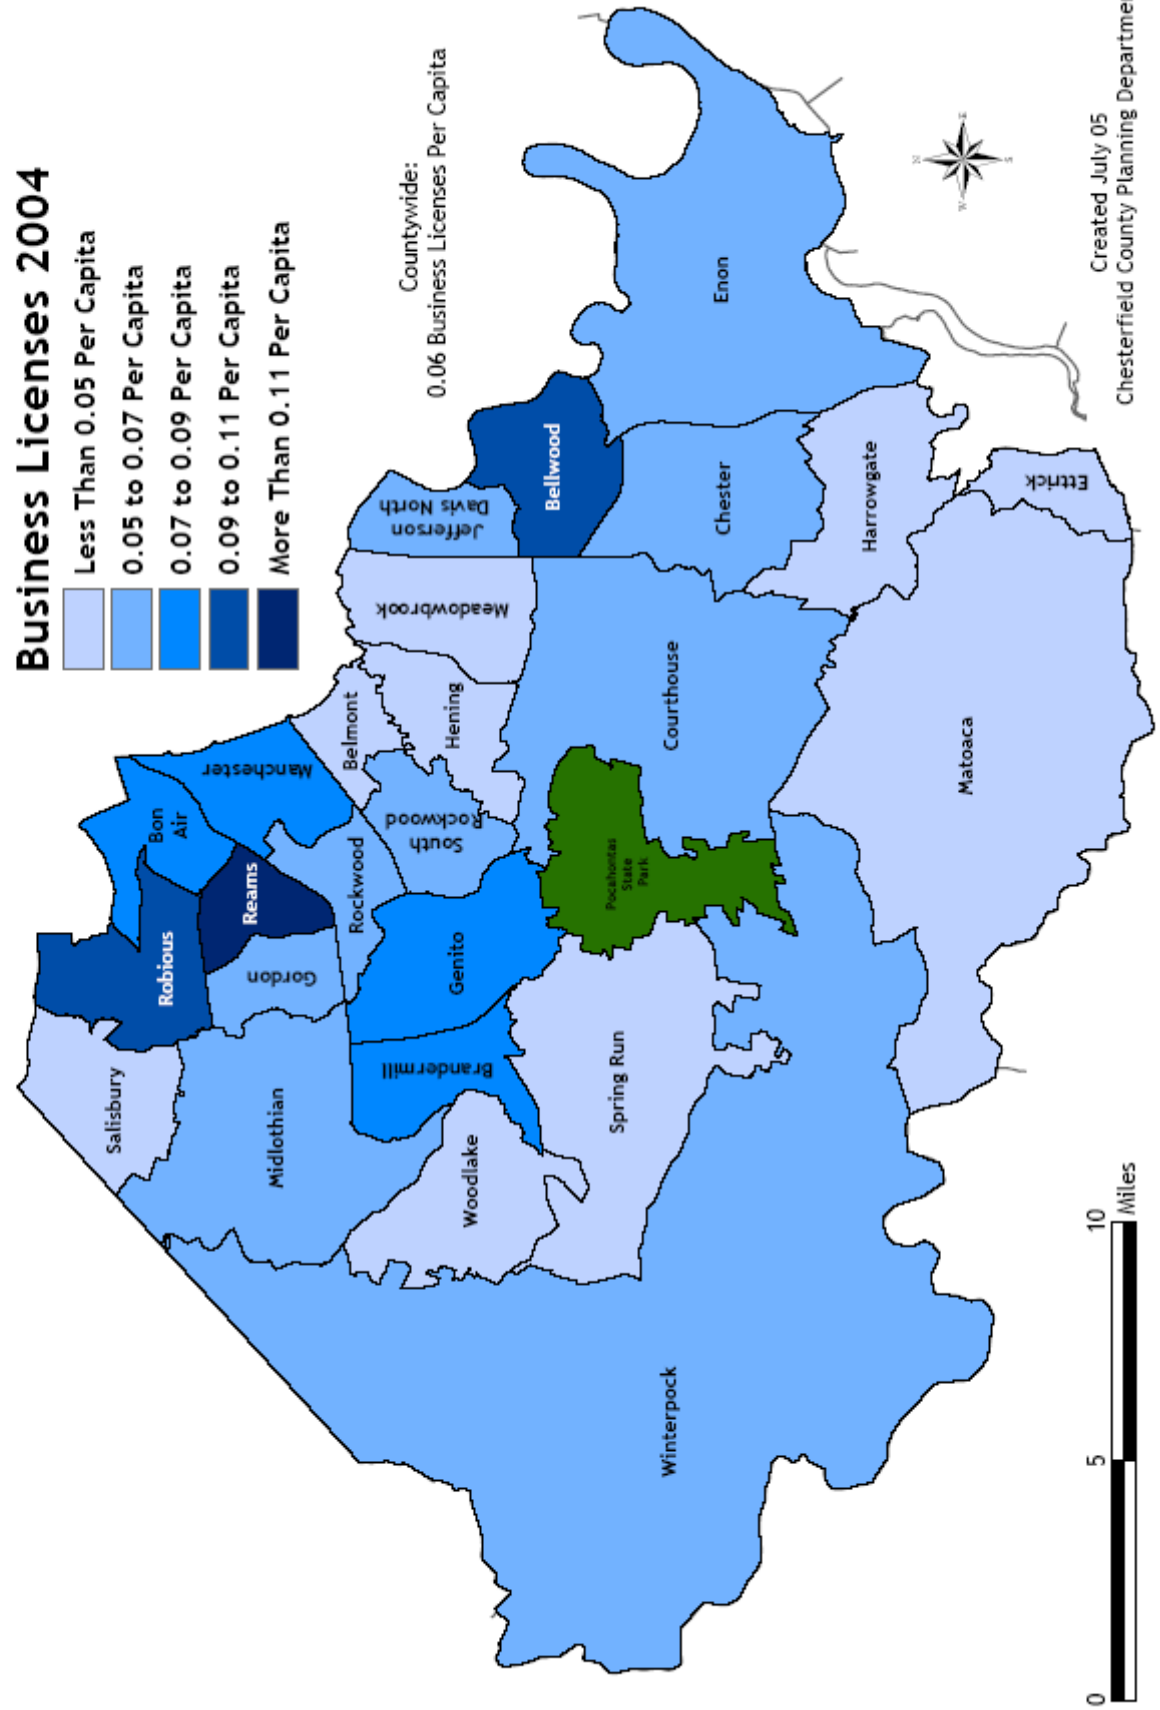 Business Licenses 2004
Less Than 0.05 Per Capita
0.05 to 0.07 Per Capita
0.07 to 0.09 Per Capita
0.09 to 0.11 Per Capita
More Than 0.11 Per Capita
Countywide:
0.06 Business Licenses Per Capita
Salisbury
Robious
Bon
Air
Manchester
Reams
Gordon
Midlothian
Rockwood
Belmont
South
Rockwood
Hening
Meadowbrook
Jefferson
Davis North
Bellwood
Genito
Brandermill
Woodlake
Spring Run
Pocahontas
State
Park
Courthouse
Chester
Enon
Harrowgate
Ettrick
Matoaca
Winterpock
N
W
E
S
0
5
10
Miles
Created July 05
Chesterfield County Planning Departmen